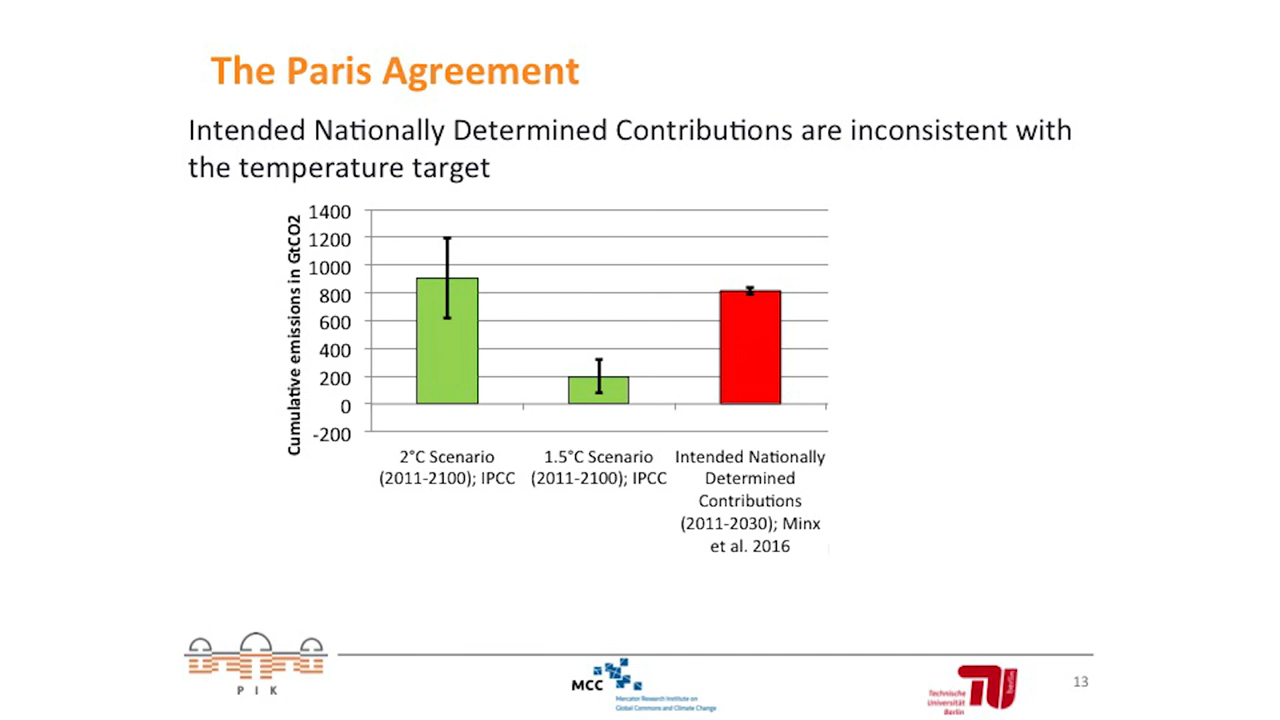 The Paris Agreement
Intended Nationally Determined Contributions are inconsistent with
the temperature target
Cumulative emissions in GtCO2
1400
1200
1000
800
600
400
200
0
-200
2°C Scenario
(2011-2100); IPCC
1.5°C Scenario
(2011-2100); IPCC
Intended Nationally
Determined
Contributions
(2011-2030); Minx
et al. 2016
PIK
MCC
Mercator Research Institute on
Global Commons and Climate Change
Technische
Universität
Berlin
berlin
13